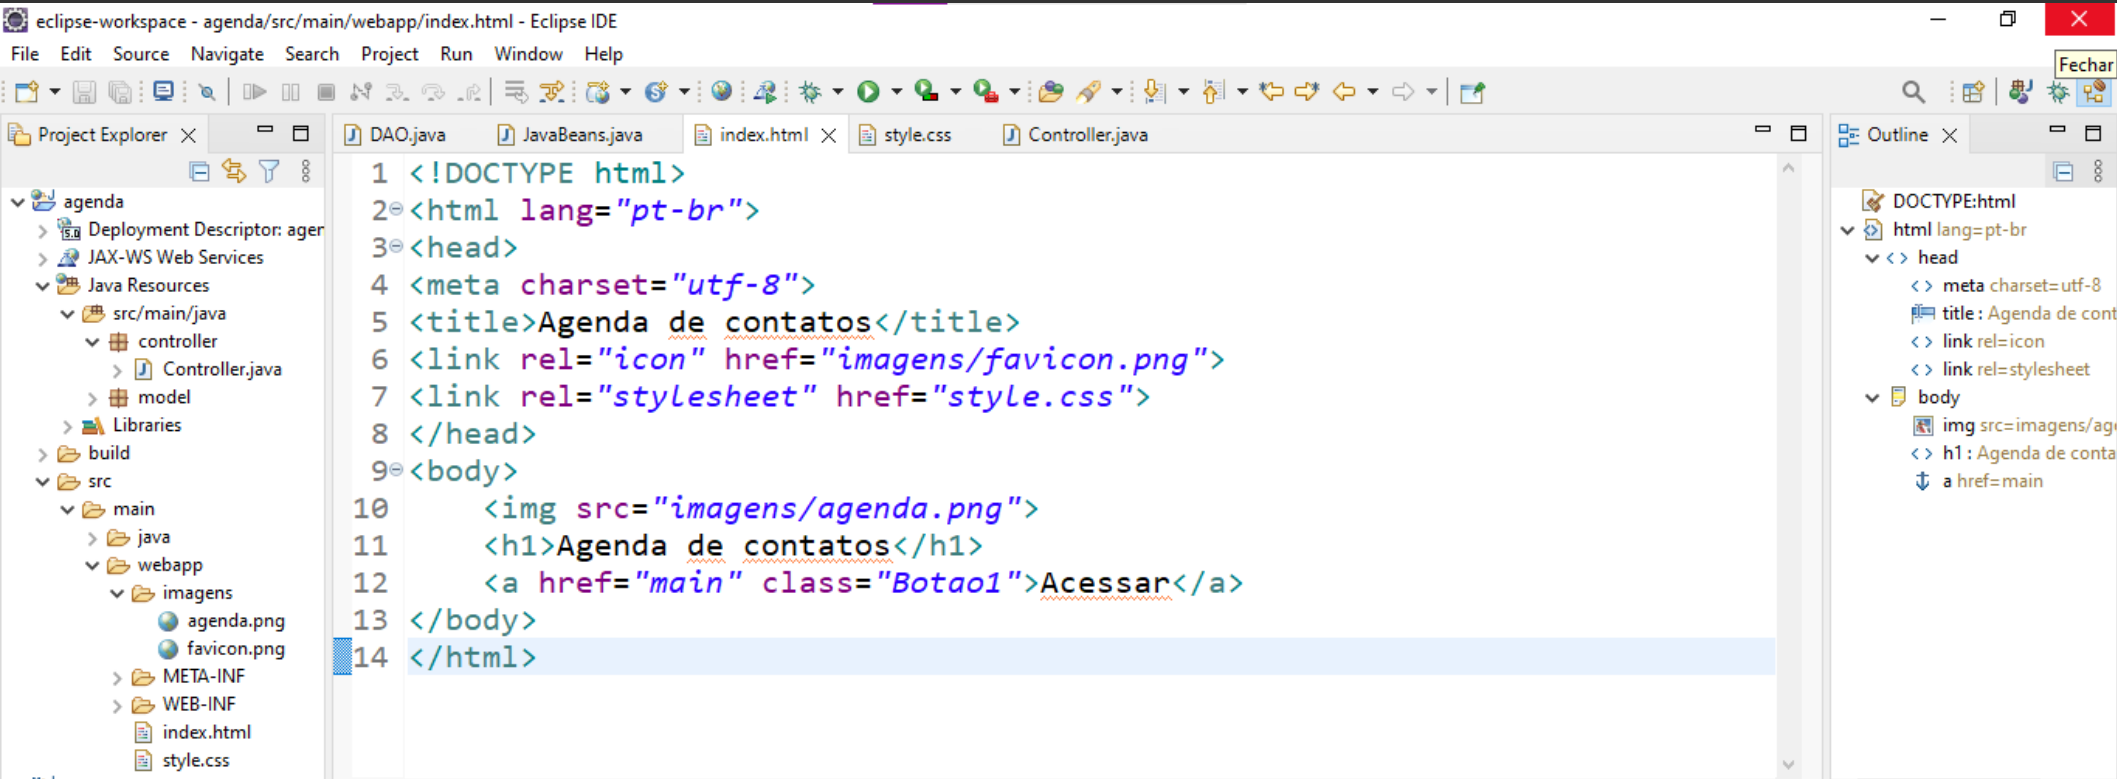 eclipse-workspace - agenda/src/main/webapp/index.html - Eclipse IDE
File Edit Source Navigate Search Project Run Window Help
Fechar
Project Explorer
agenda
Deployment Descriptor: agen
JAX-WS Web Services
Java Resources
src/main/java
controller
Controller.java
model
Libraries
build
src
main
java
webapp
imagens
agenda.png
favicon.png
META-INF
WEB-INF
index.html
style.css
DAO.java JavaBeans.java index.html style.css Controller.java
1 <!DOCTYPE html>
2 <html lang="pt-br">
3 <head>
4 <meta charset="utf-8">
5 <title>Agenda de contatos</title>
6 <link rel="icon" href="imagens/favicon.png">
7 <link rel="stylesheet" href="style.css">
8 </head>
9 <body>
10 <img src="imagens/agenda.png">
11 <h1>Agenda de contatos</h1>
12 <a href="main" class="Botao1">Acessar</a>
13 </body>
14 </html>
Outline
DOCTYPE:html
html lang=pt-br
head
meta charset=utf-8
title : Agenda de cont
link rel=icon
link rel=stylesheet
body
img src=imagens/age
h1 : Agenda de conta
a href=main